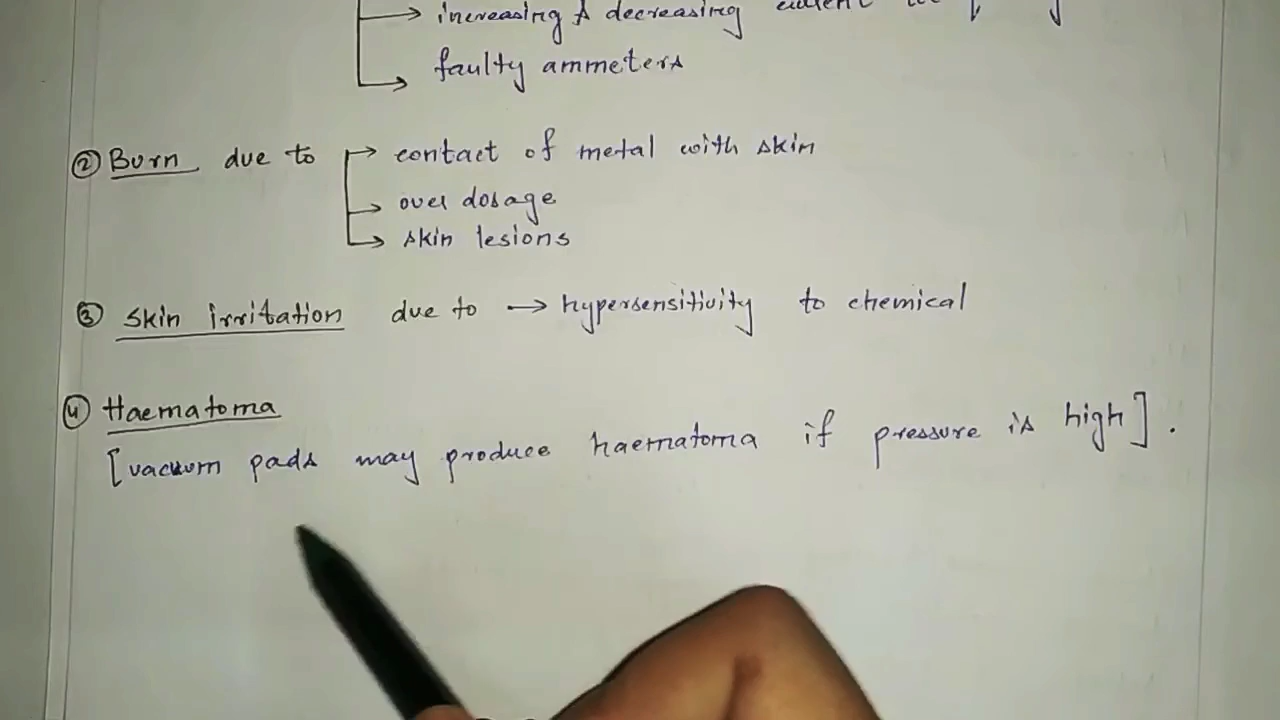 → increasing & decreasing current
→ faulty ammeters
② Burn due to → contact of metal with skin
→ over dosage
→ skin lesions
③ skin irritation due to → hypersensitivity to chemical
④ Haematoma
[vacuum pads may produce haematoma if pressure is high].